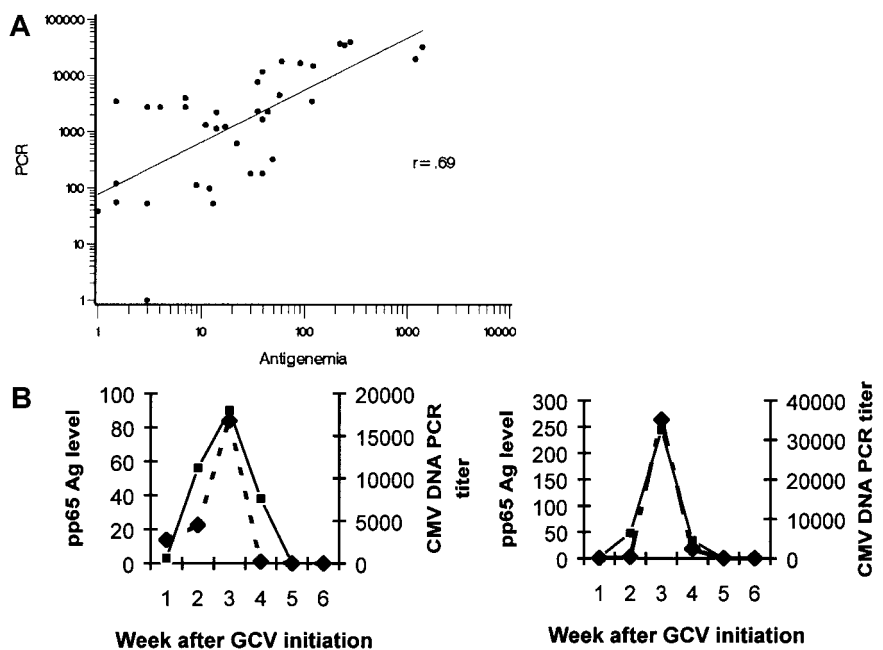 A
100000
10000
1000
100
10
1
PCR
r= .69
1
10
100
1000
10000
Antigenemia
B
100
80
60
40
20
0
pp65 Ag level
20000
15000
10000
5000
0
CMV DNA PCR
titer
1 2 3 4 5 6
Week after GCV initiation
300
250
200
150
100
50
0
pp65 Ag level
40000
30000
20000
10000
0
CMV DNA PCR titer
1 2 3 4 5 6
Week after GCV initiation